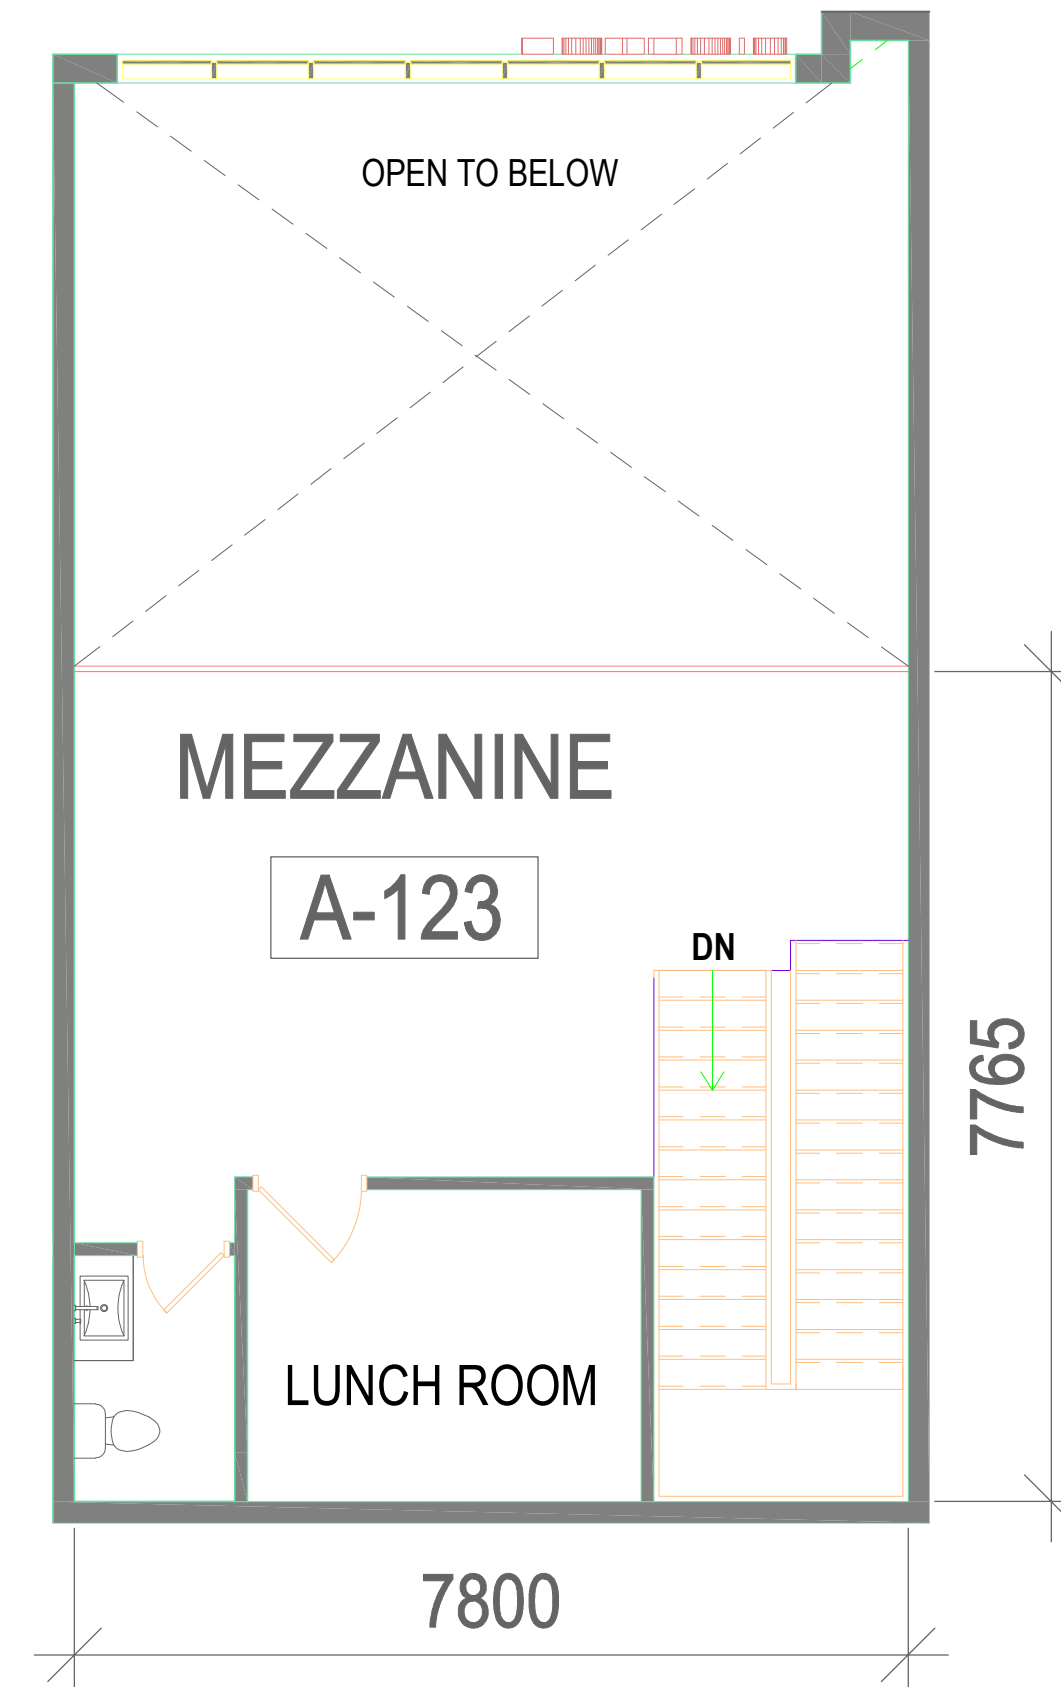 OPEN TO BELOW
MEZZANINE
A-123
DN
7765
LUNCH ROOM
7800